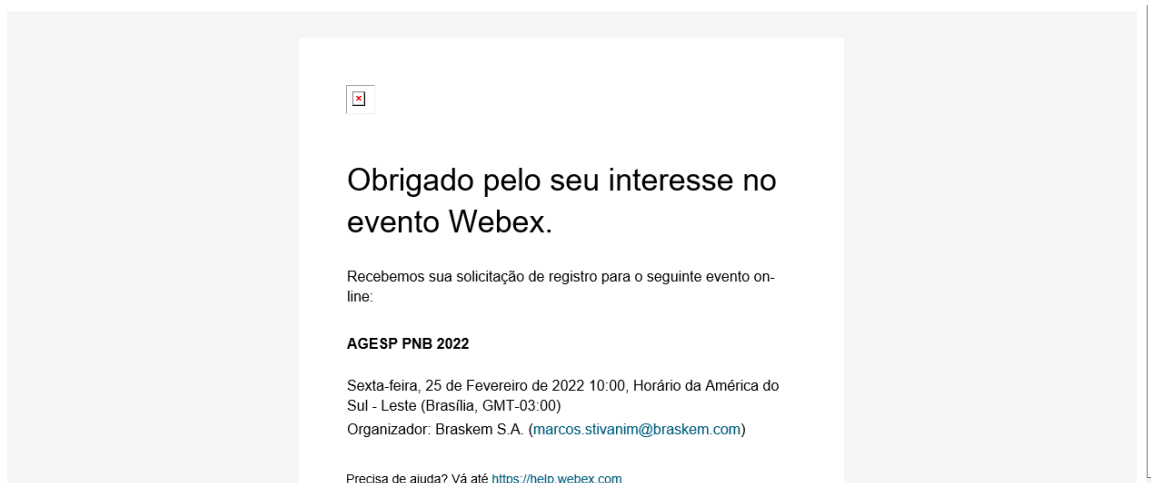 Obrigado pelo seu interesse no
evento Webex.
Recebemos sua solicitação de registro para o seguinte evento on-
line:
AGESP PNB 2022
Sexta-feira, 25 de Fevereiro de 2022 10:00, Horário da América do
Sul - Leste (Brasília, GMT-03:00)
Organizador: Braskem S.A. (marcos.stivanim@braskem.com)
Precisa de ajuda? Vá até https://help.webex.com